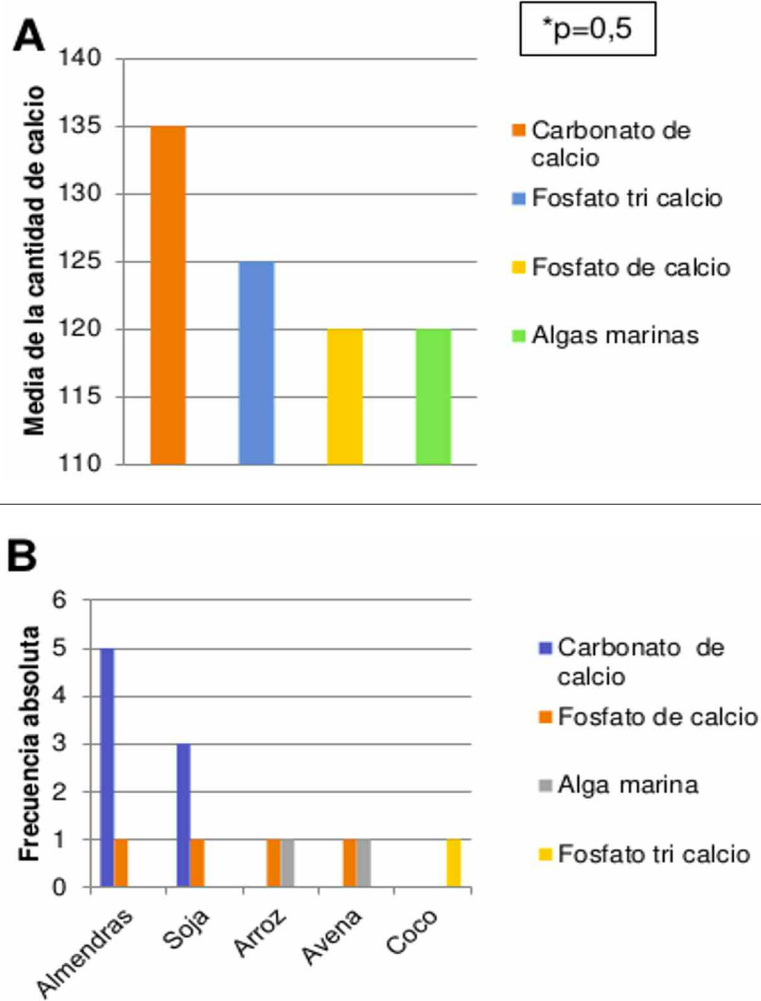 A
*p=0,5
Media de la cantidad de calcio
140
135
130
125
120
115
110
Carbonato de
calcio
Fosfato tri calcio
Fosfato de calcio
Algas marinas
B
Frecuencia absoluta
6
5
4
3
2
1
0
Almendras
Soja
Arroz
Avena
Coco
Carbonato de
calcio
Fosfato de calcio
Alga marina
Fosfato tri calcio